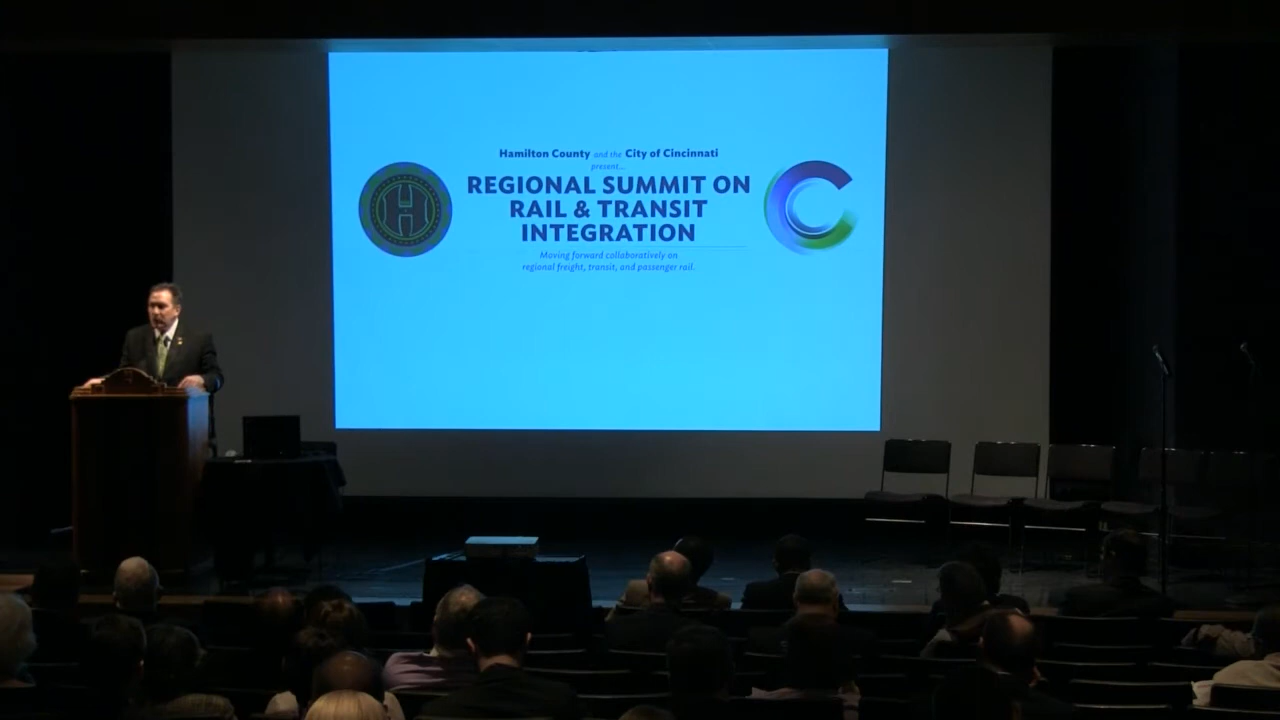 Hamilton County and the City of Cincinnati
present...
REGIONAL SUMMIT ON
RAIL & TRANSIT
INTEGRATION
Moving forward collaboratively on
regional freight, transit, and passenger rail.
H
C